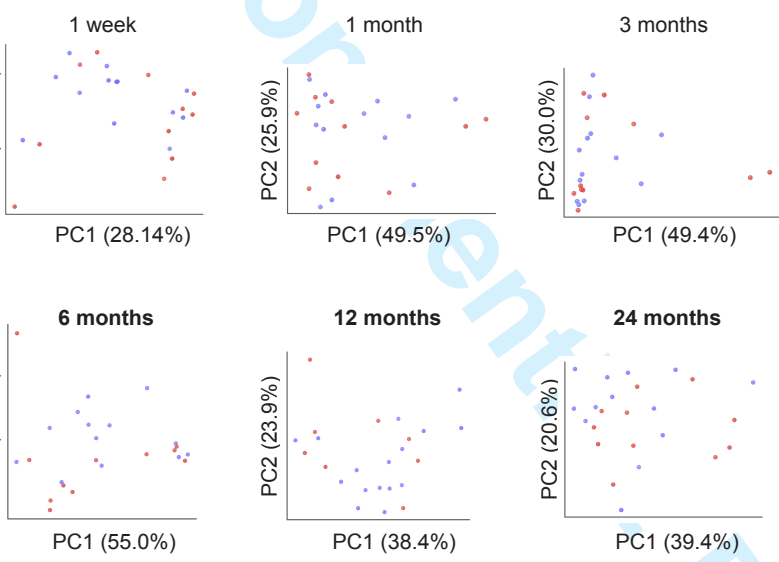 1 week
1 month
3 months
PC2 (25.9%)
PC2 (30.0%)
PC1 (28.14%)
PC1 (49.5%)
PC1 (49.4%)
6 months
12 months
24 months
PC2 (23.9%)
PC2 (20.6%)
PC1 (55.0%)
PC1 (38.4%)
PC1 (39.4%)